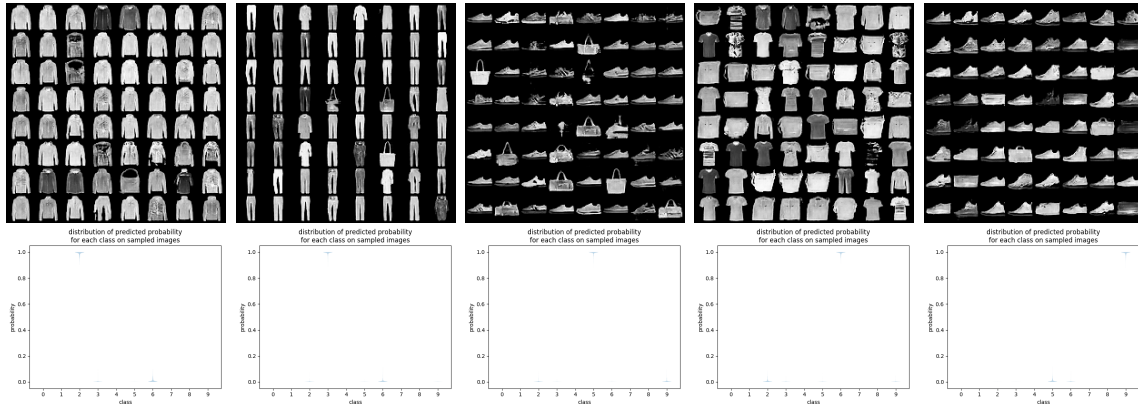 distribution of predicted probability
for each class on sampled images
distribution of predicted probability
for each class on sampled images
distribution of predicted probability
for each class on sampled images
distribution of predicted probability
for each class on sampled images
distribution of predicted probability
for each class on sampled images
1.0
0.8
0.6
0.4
0.2
0.0
probability
0 1 2 3 4 5 6 7 8 9
class
1.0
0.8
0.6
0.4
0.2
0.0
probability
0 1 2 3 4 5 6 7 8 9
class
1.0
0.8
0.6
0.4
0.2
0.0
probability
0 1 2 3 4 5 6 7 8 9
class
1.0
0.8
0.6
0.4
0.2
0.0
probability
0 1 2 3 4 5 6 7 8 9
class
1.0
0.8
0.6
0.4
0.2
0.0
probability
0 1 2 3 4 5 6 7 8 9
class